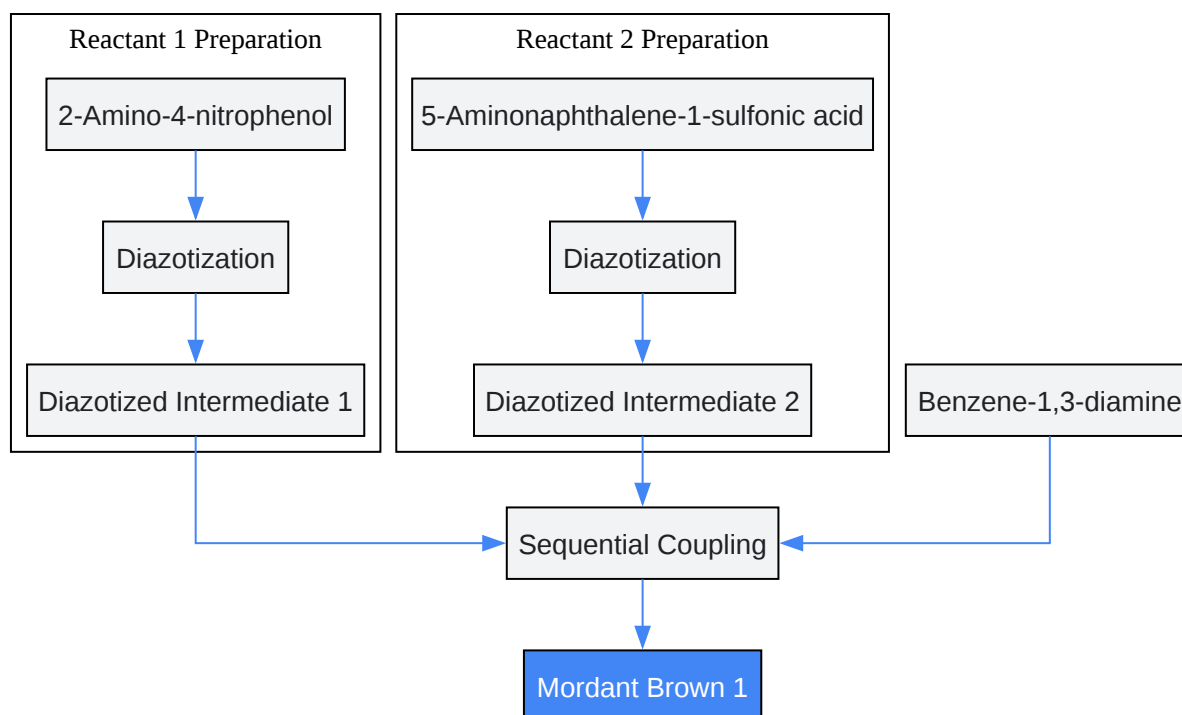 Reactant 1 Preparation
Reactant 2 Preparation
2-Amino-4-nitrophenol
5-Aminonaphthalene-1-sulfonic acid
Diazotization
Diazotization
Diazotized Intermediate 1
Diazotized Intermediate 2
Benzene-1,3-diamine
Sequential Coupling
Mordant Brown 1